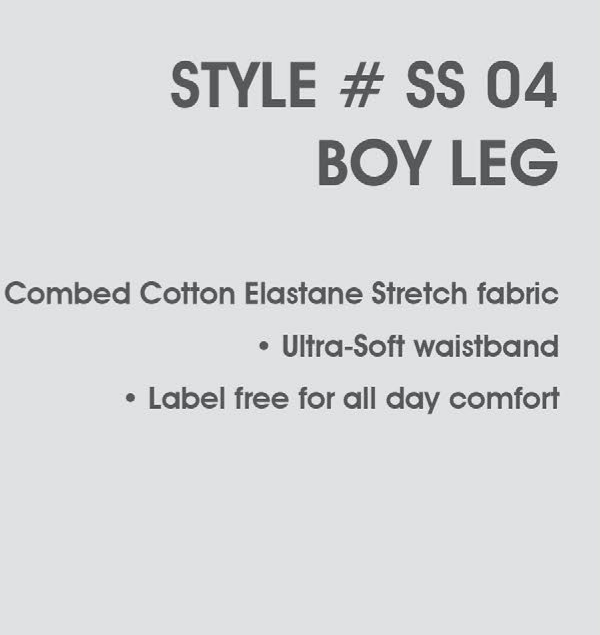 STYLE # SS 04
BOY LEG
Combed Cotton Elastane Stretch fabric
• Ultra-Soft waistband
• Label free for all day comfort